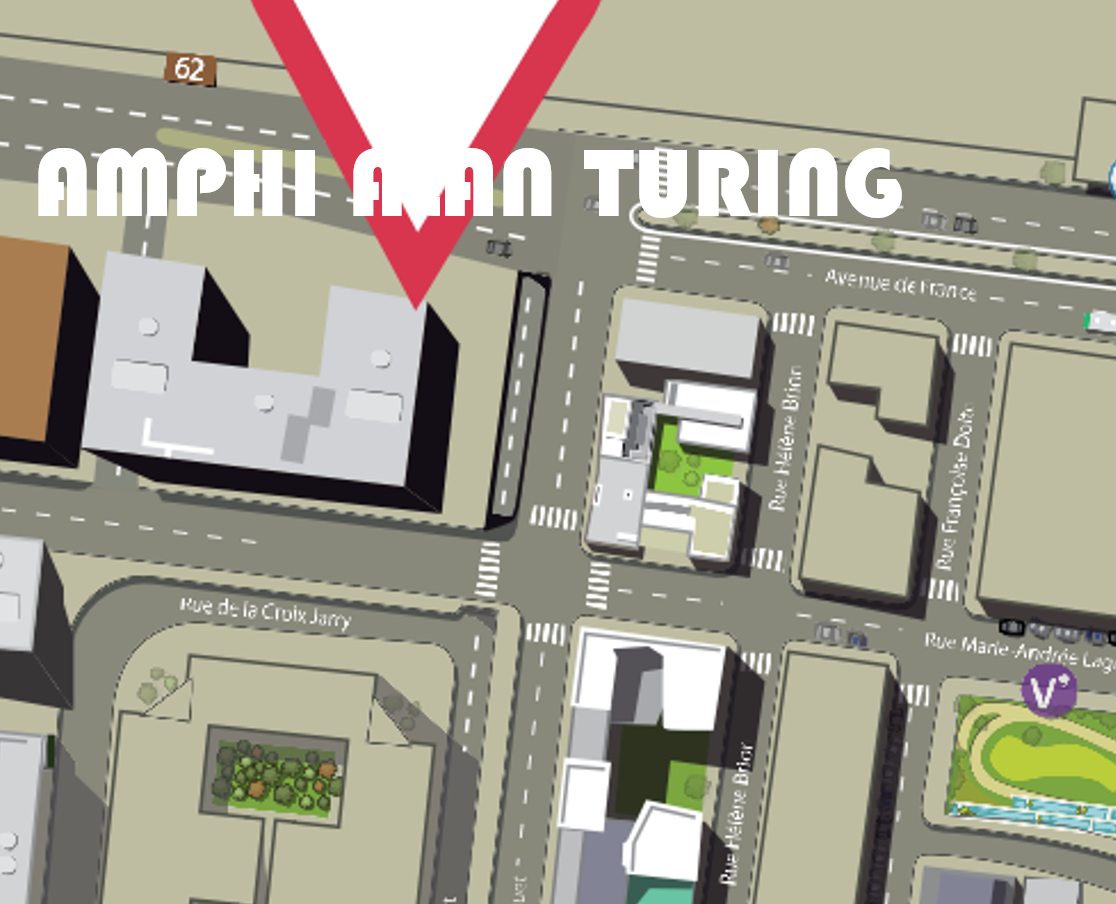 62
AMPHI ALAN TURING
Avenue de France
Rue Hélène Brion
Rue Françoise Dolto
Rue de la Croix Jarry
Rue Marie-Andrée Lag
V
Rue Hélène Brion